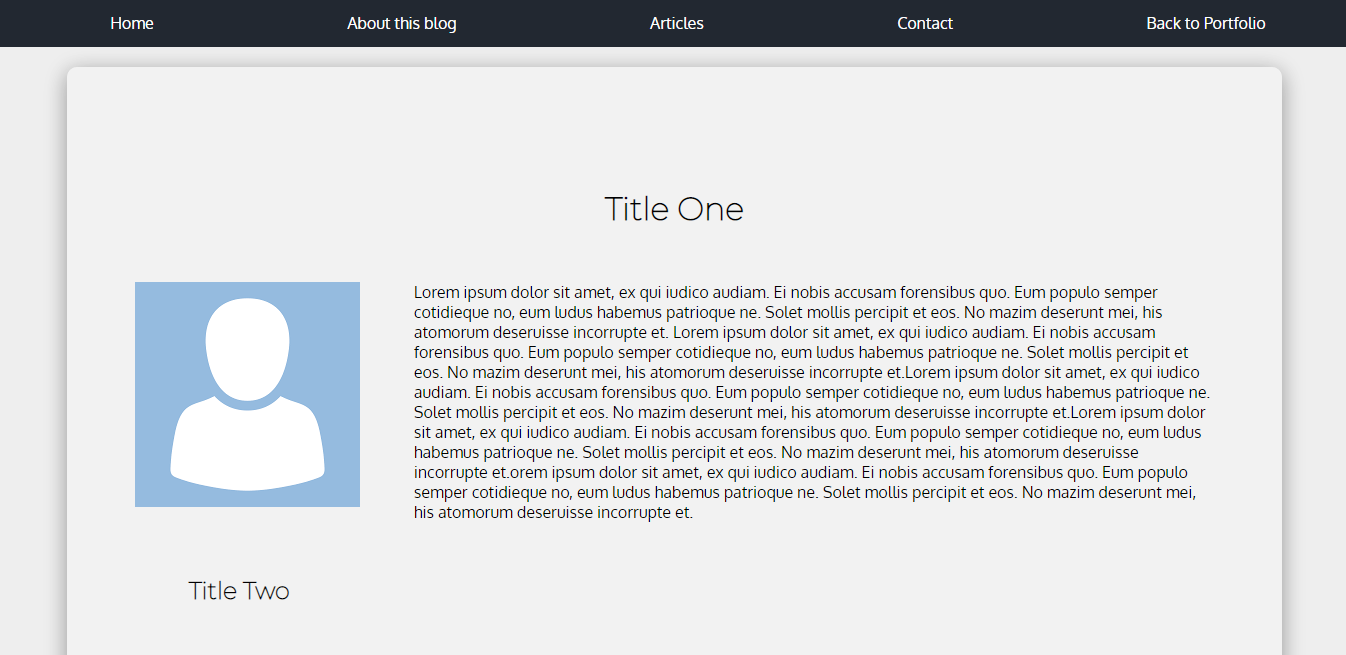 Home About this blog Articles Contact Back to Portfolio
Title One
Lorem ipsum dolor sit amet, ex qui iudico audiam. Ei nobis accusam forensibus quo. Eum populo semper
cotidieque no, eum ludus habemus patrioque ne. Solet mollis percipit et eos. No mazim deserunt mei, his
atomorum deseruisse incorrupte et. Lorem ipsum dolor sit amet, ex qui iudico audiam. Ei nobis accusam
forensibus quo. Eum populo semper cotidieque no, eum ludus habemus patrioque ne. Solet mollis percipit et
eos. No mazim deserunt mei, his atomorum deseruisse incorrupte et.Lorem ipsum dolor sit amet, ex qui iudico
audiam. Ei nobis accusam forensibus quo. Eum populo semper cotidieque no, eum ludus habemus patrioque ne.
Solet mollis percipit et eos. No mazim deserunt mei, his atomorum deseruisse incorrupte et.Lorem ipsum dolor
sit amet, ex qui iudico audiam. Ei nobis accusam forensibus quo. Eum populo semper cotidieque no, eum ludus
habemus patrioque ne. Solet mollis percipit et eos. No mazim deserunt mei, his atomorum deseruisse
incorrupte et.orem ipsum dolor sit amet, ex qui iudico audiam. Ei nobis accusam forensibus quo. Eum populo
semper cotidieque no, eum ludus habemus patrioque ne. Solet mollis percipit et eos. No mazim deserunt mei,
his atomorum deseruisse incorrupte et.
Title Two